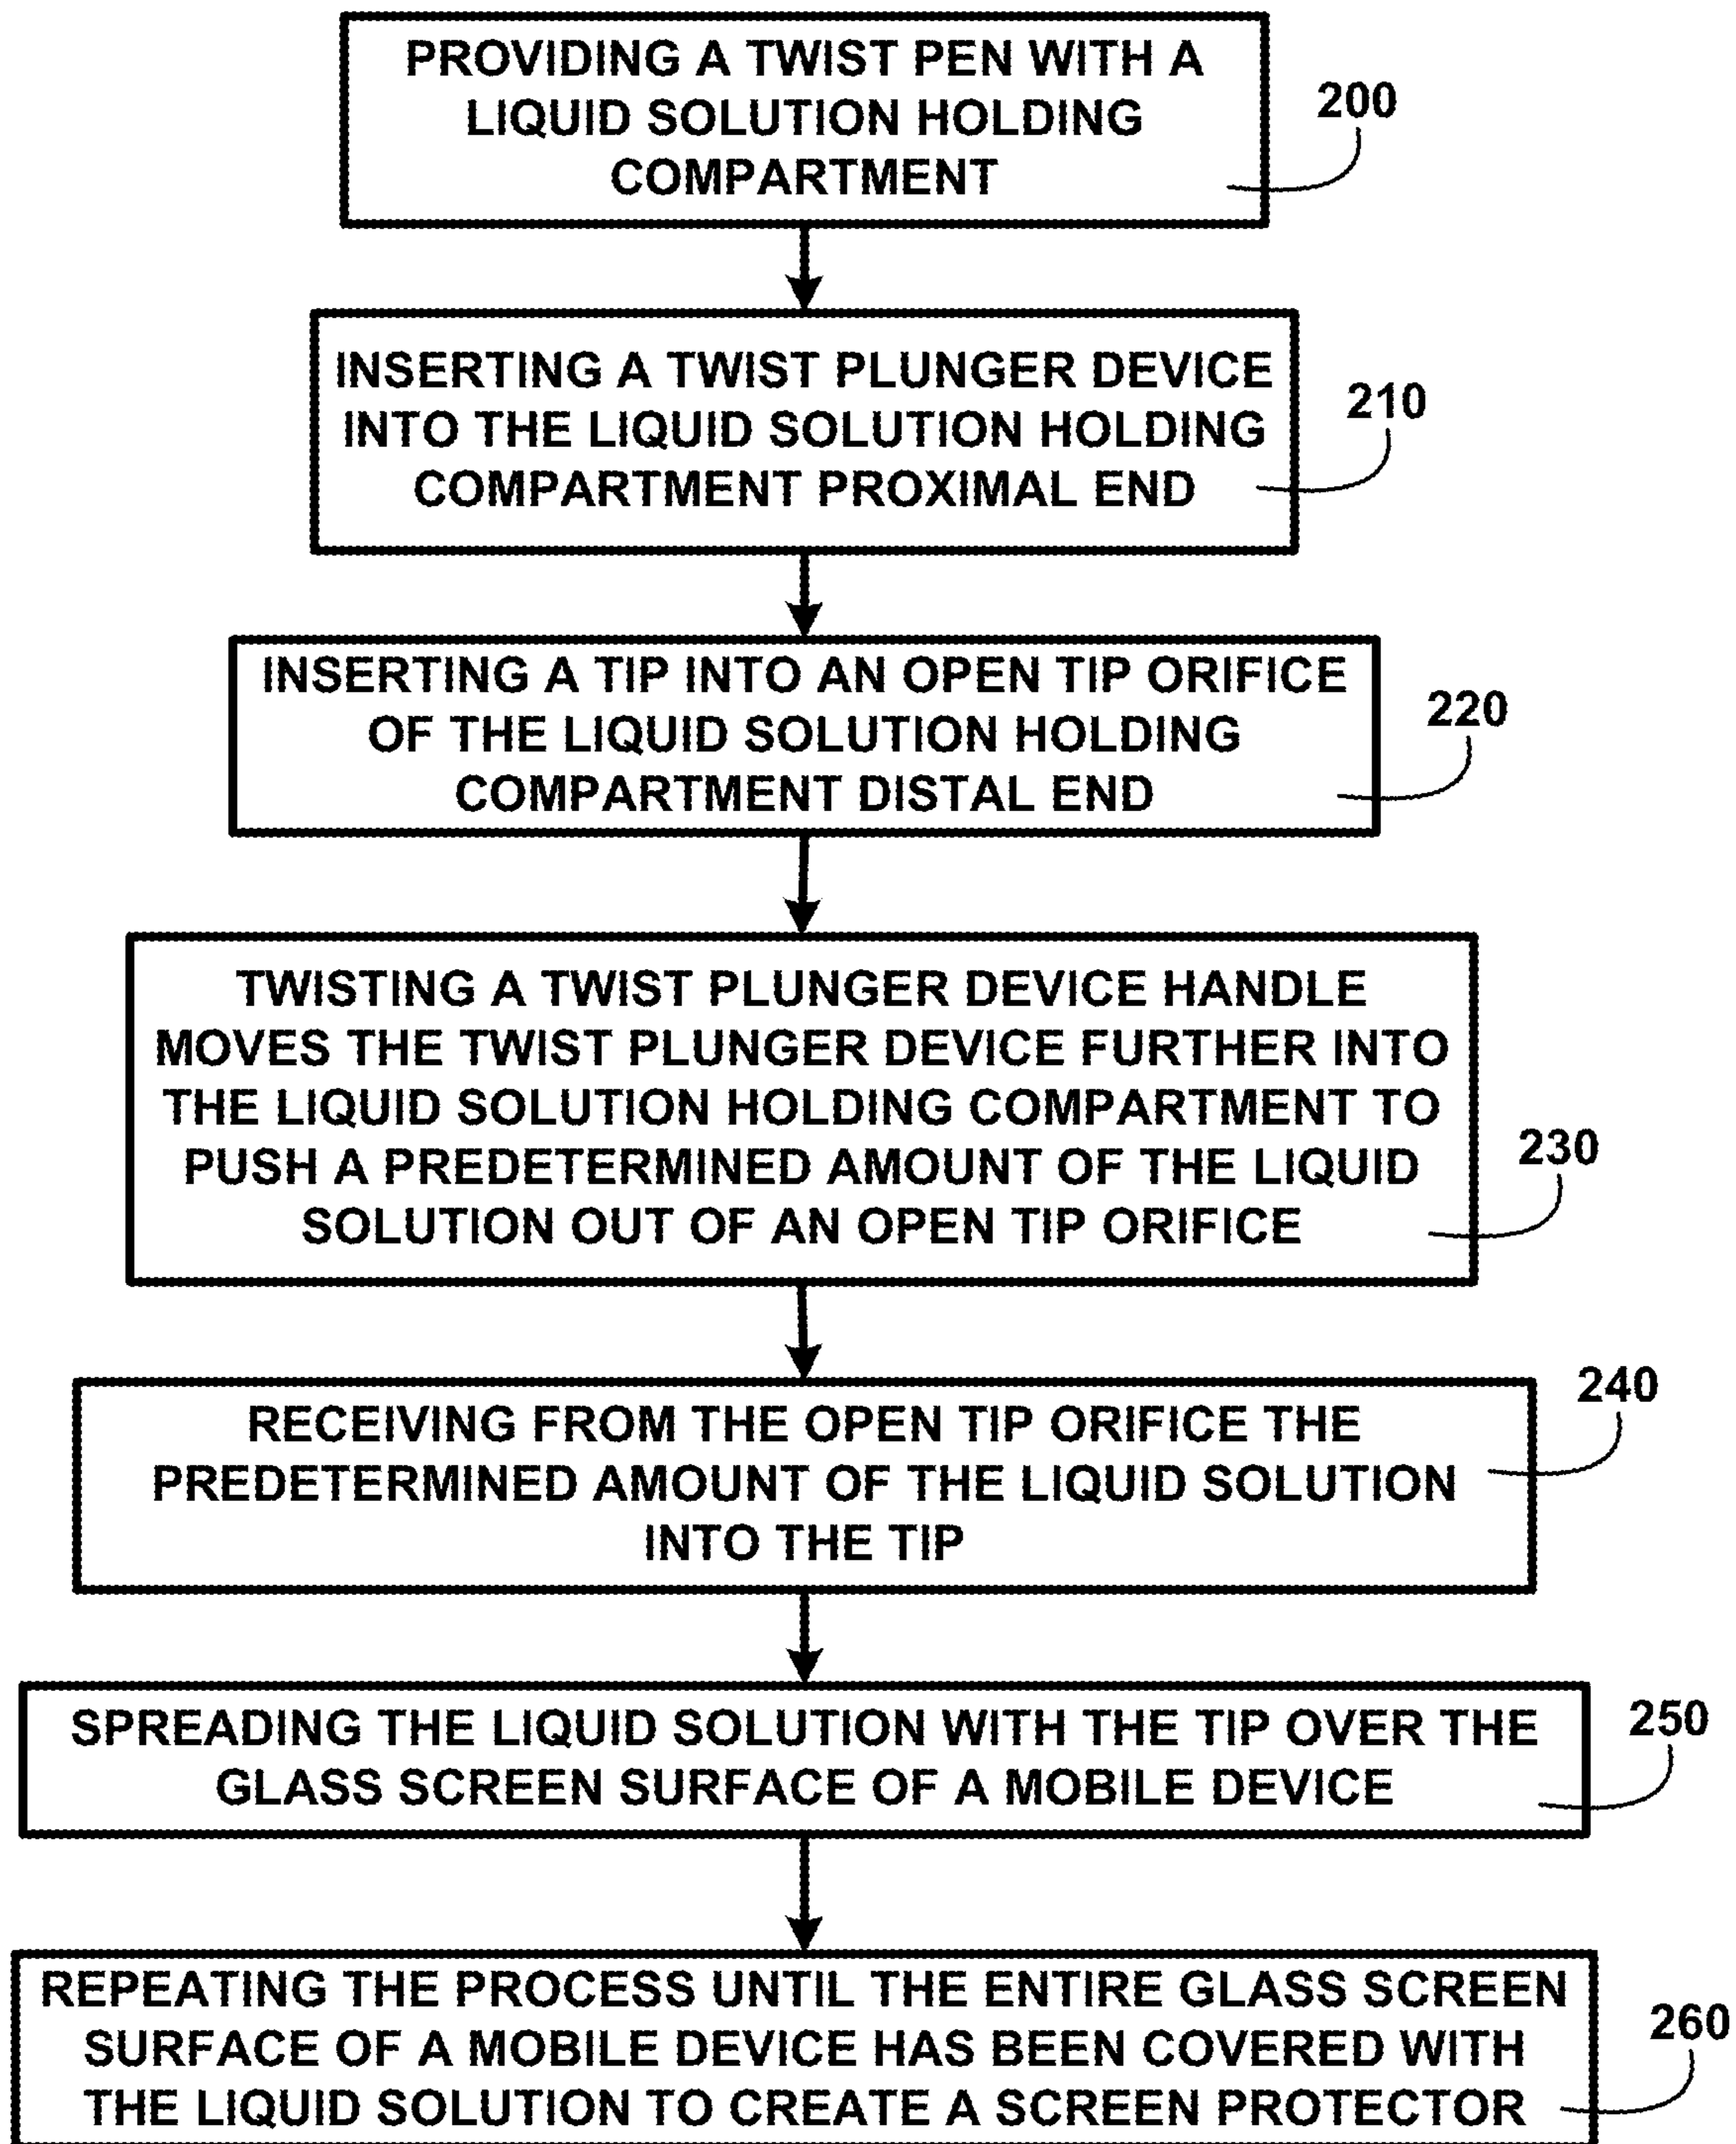 PROVIDING A TWIST PEN WITH A
LIQUID SOLUTION HOLDING
COMPARTMENT
200
INSERTING A TWIST PLUNGER DEVICE
INTO THE LIQUID SOLUTION HOLDING
COMPARTMENT PROXIMAL END
210
INSERTING A TIP INTO AN OPEN TIP ORIFICE
OF THE LIQUID SOLUTION HOLDING
COMPARTMENT DISTAL END
220
TWISTING A TWIST PLUNGER DEVICE HANDLE
MOVES THE TWIST PLUNGER DEVICE FURTHER INTO
THE LIQUID SOLUTION HOLDING COMPARTMENT TO
PUSH A PREDETERMINED AMOUNT OF THE LIQUID
SOLUTION OUT OF AN OPEN TIP ORIFICE
230
RECEIVING FROM THE OPEN TIP ORIFICE THE
PREDETERMINED AMOUNT OF THE LIQUID SOLUTION
INTO THE TIP
240
SPREADING THE LIQUID SOLUTION WITH THE TIP OVER THE
GLASS SCREEN SURFACE OF A MOBILE DEVICE
250
REPEATING THE PROCESS UNTIL THE ENTIRE GLASS SCREEN
SURFACE OF A MOBILE DEVICE HAS BEEN COVERED WITH
THE LIQUID SOLUTION TO CREATE A SCREEN PROTECTOR
260